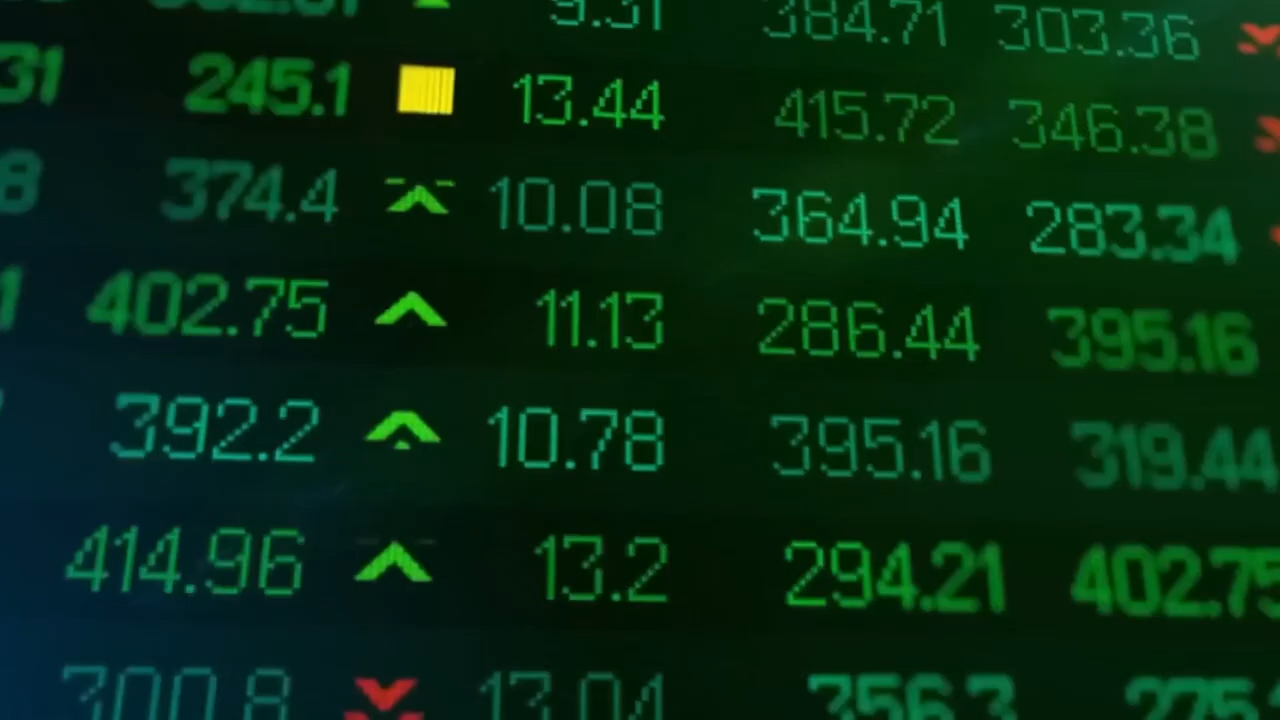 9.31 384.71 303.36
31 245.1 13.44 415.72 346.38
8 374.4 10.08 364.94 283.34
1 402.75 11.13 286.44 395.16
392.2 10.78 395.16 319.44
414.96 13.2 294.21 402.75
300.8 13.04 356.3